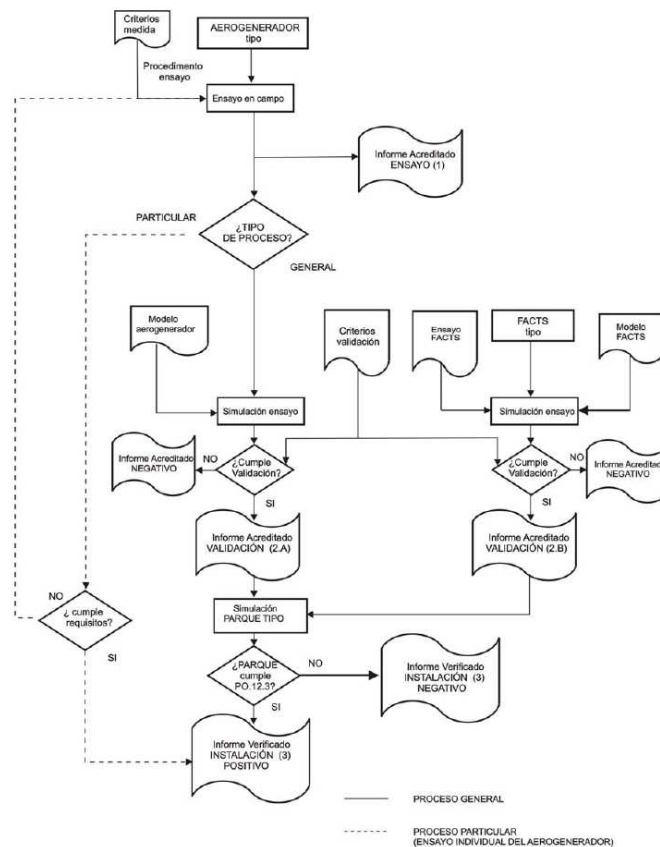 Criterios
medida
AEROGENERADOR
tipo
Procedimento
ensayo
Ensayo en campo
Informe Acreditado
ENSAYO (1)
PARTICULAR
¿TIPO
DE PROCESO?
GENERAL
Modelo
aerogenerador
Criterios
validación
Ensayo
FACTS
FACTS
tipo
Modelo
FACTS
Simulación ensayo
Simulación ensayo
Informe Acreditado
NEGATIVO
NO
¿Cumple
Validación?
¿Cumple
Validación?
NO
Informe Acreditado
NEGATIVO
SI
SI
Informe Acreditado
VALIDACIÓN (2.A)
Informe Acreditado
VALIDACIÓN (2.B)
NO
¿ cumple
requisitos?
SI
Simulación
PARQUE TIPO
¿PARQUE
cumple
PO.12.3?
NO
Informe Verificado
INSTALACIÓN (3)
NEGATIVO
SI
Informe Verificado
INSTALACIÓN (3)
POSITIVO
PROCESO GENERAL
PROCESO PARTICULAR
(ENSAYO INDIVIDUAL DEL AEROGENERADOR)